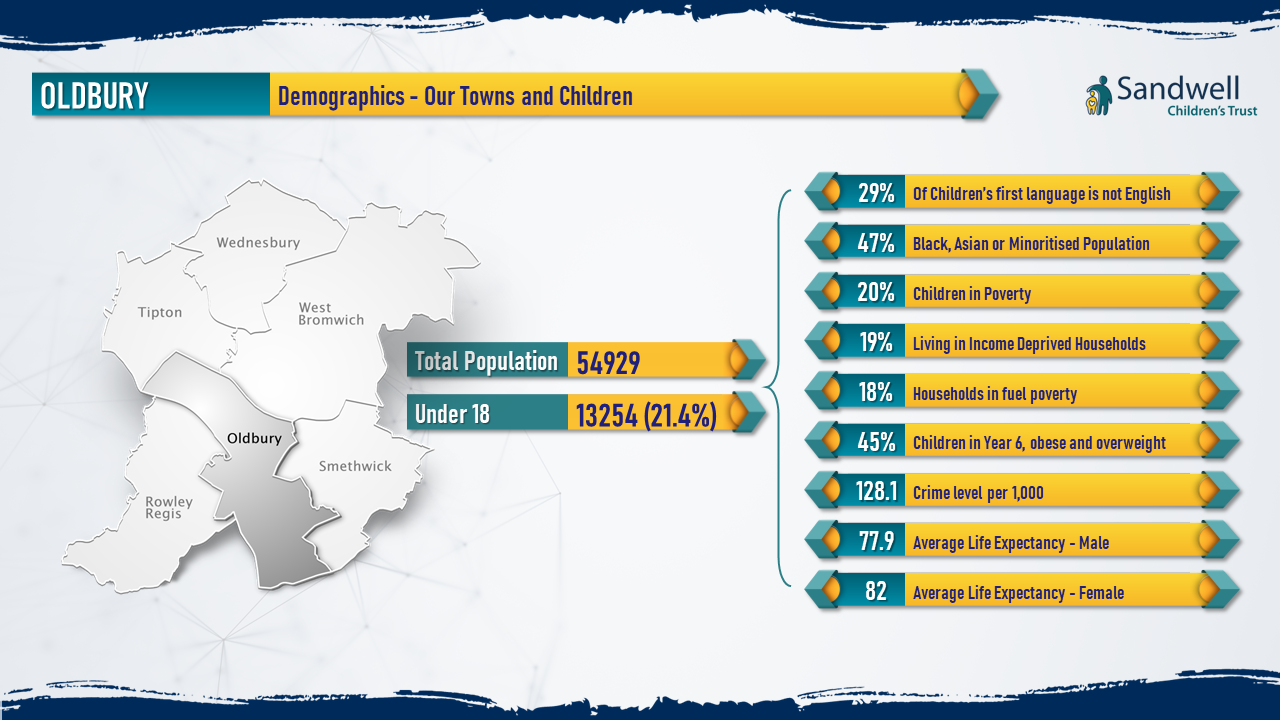 OLDBURY
Demographics - Our Towns and Children
Sandwell
Children's Trust
Wednesbury
Tipton
West
Bromwich
Oldbury
Smethwick
Rowley
Regis
Total Population 54929
Under 18 13254 (21.4%)
29% Of Children's first language is not English
47% Black, Asian or Minoritised Population
20% Children in Poverty
19% Living in Income Deprived Households
18% Households in fuel poverty
45% Children in Year 6, obese and overweight
128.1 Crime level per 1,000
77.9 Average Life Expectancy - Male
82 Average Life Expectancy - Female